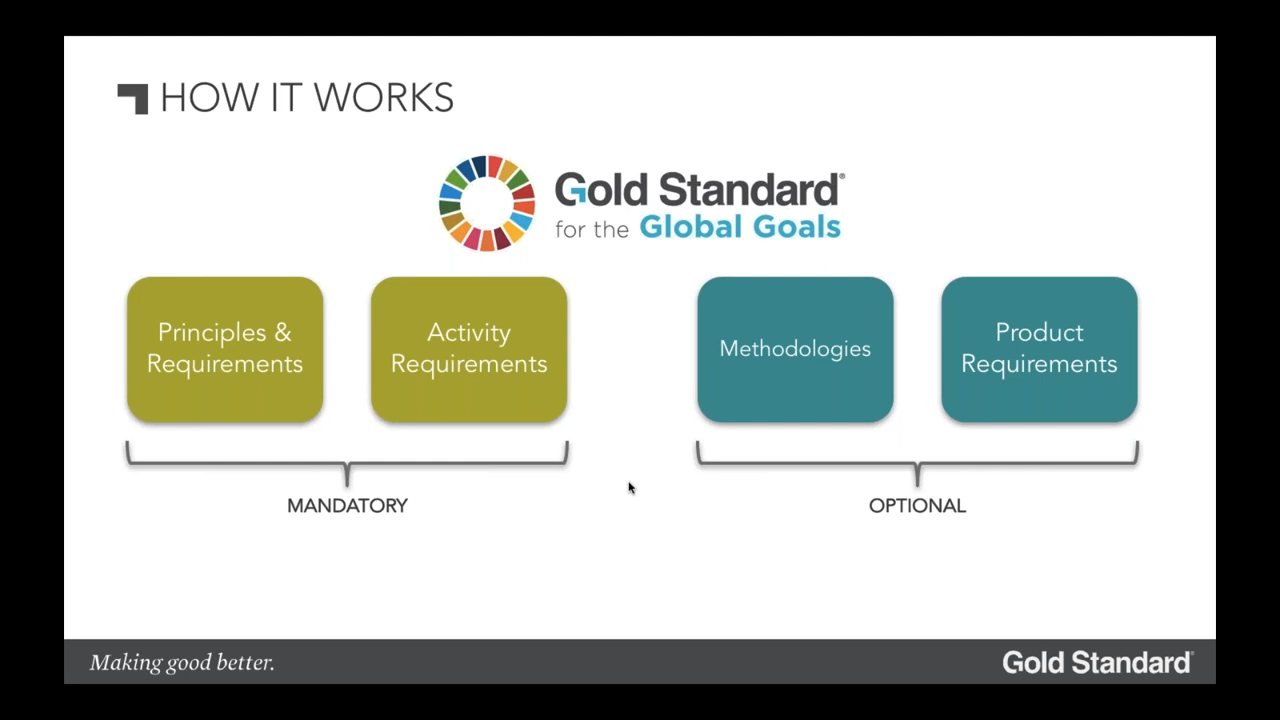 HOW IT WORKS
Gold Standard®
for the Global Goals
Principles &
Requirements
Activity
Requirements
Methodologies
Product
Requirements
MANDATORY
OPTIONAL
Making good better.
Gold Standard®